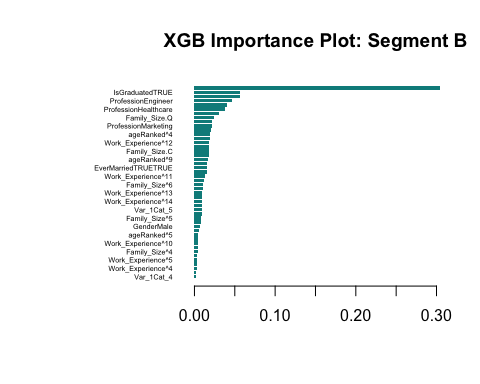 XGB Importance Plot: Segment B
IsGraduatedTRUE
ProfessionEngineer
ProfessionHealthcare
Family_Size.Q
ProfessionMarketing
ageRanked^4
Work_Experience^12
Family_Size.C
ageRanked^9
EverMarriedTRUETRUE
Work_Experience^11
Family_Size^6
Work_Experience^13
Work_Experience^14
Var_1Cat_5
Family_Size^5
GenderMale
ageRanked^5
Work_Experience^10
Family_Size^4
Work_Experience^5
Work_Experience^4
Var_1Cat_4
0.00 0.10 0.20 0.30